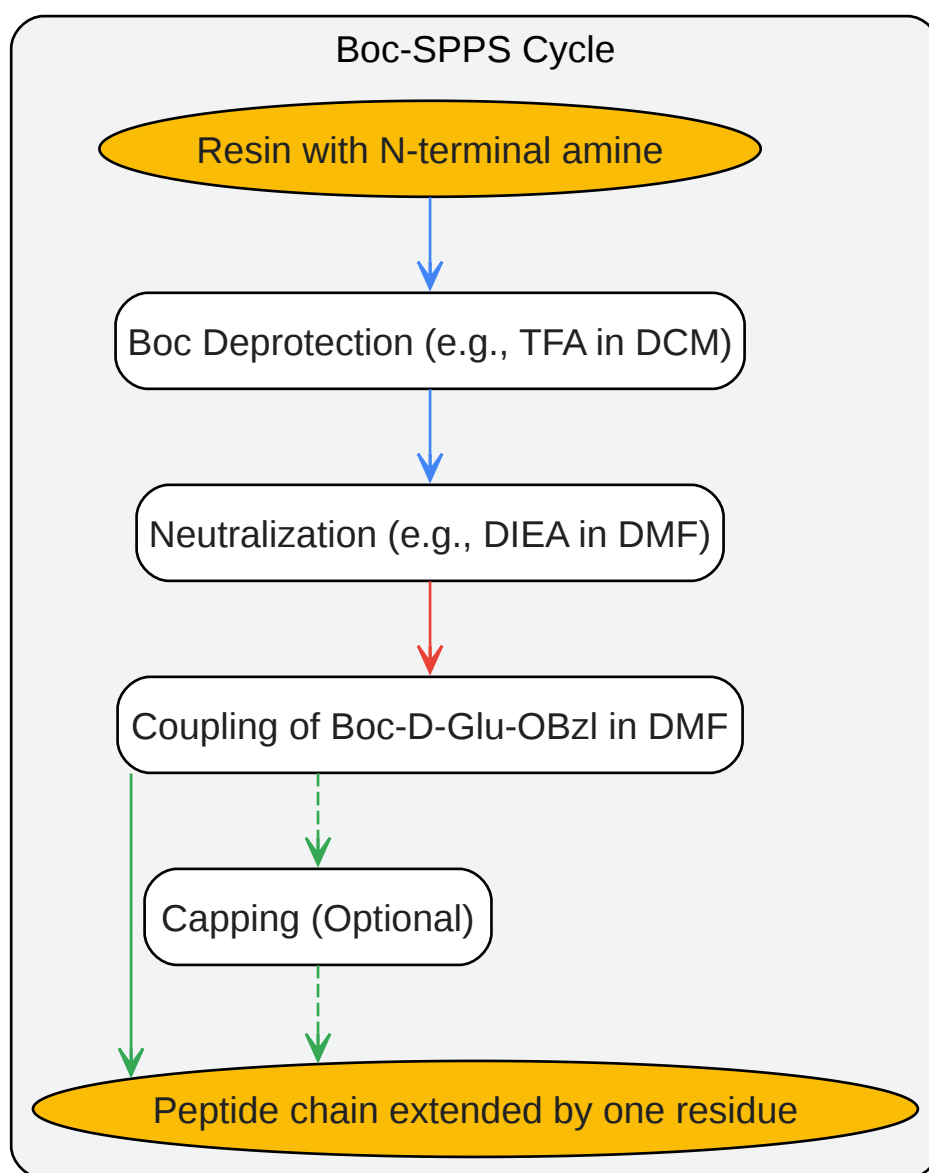 Boc-SPPS Cycle
Resin with N-terminal amine
Boc Deprotection (e.g., TFA in DCM)
Neutralization (e.g., DIEA in DMF)
Coupling of Boc-D-Glu-OBzl in DMF
Capping (Optional)
Peptide chain extended by one residue